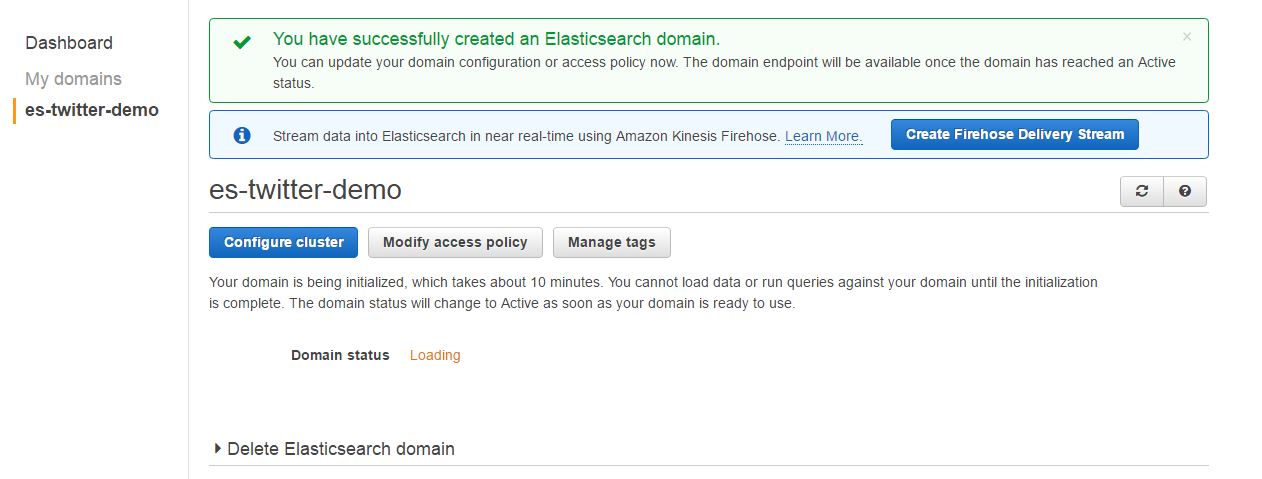 Dashboard
My domains
es-twitter-demo
You have successfully created an Elasticsearch domain.
You can update your domain configuration or access policy now. The domain endpoint will be available once the domain has reached an Active
status.
Stream data into Elasticsearch in near real-time using Amazon Kinesis Firehose. Learn More.
Create Firehose Delivery Stream
es-twitter-demo
Configure cluster
Modify access policy
Manage tags
Your domain is being initialized, which takes about 10 minutes. You cannot load data or run queries against your domain until the initialization
is complete. The domain status will change to Active as soon as your domain is ready to use.
Domain status Loading
Delete Elasticsearch domain